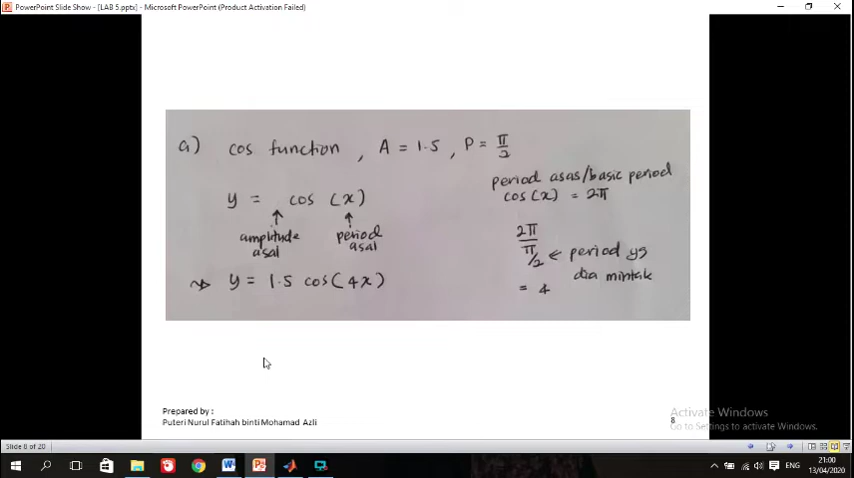 PowerPoint Slide Show - [LAB 5.pptx] - Microsoft PowerPoint (Product Activation Failed)
a) cos function , A = 1.5 , P = π/2
y = cos (x)
amplitude asal
period asal
⇒ y = 1.5 cos(4x)
period asas/basic period
cos(x) = 2π
2π
π/2 ← period yg
dia mintak
= 4
Prepared by :
Puteri Nurul Fatihah binti Mohamad Azli
8
Activate Windows
Go to Settings to activate Windows.
Slide 8 of 20
ENG
21:00
13/04/2020